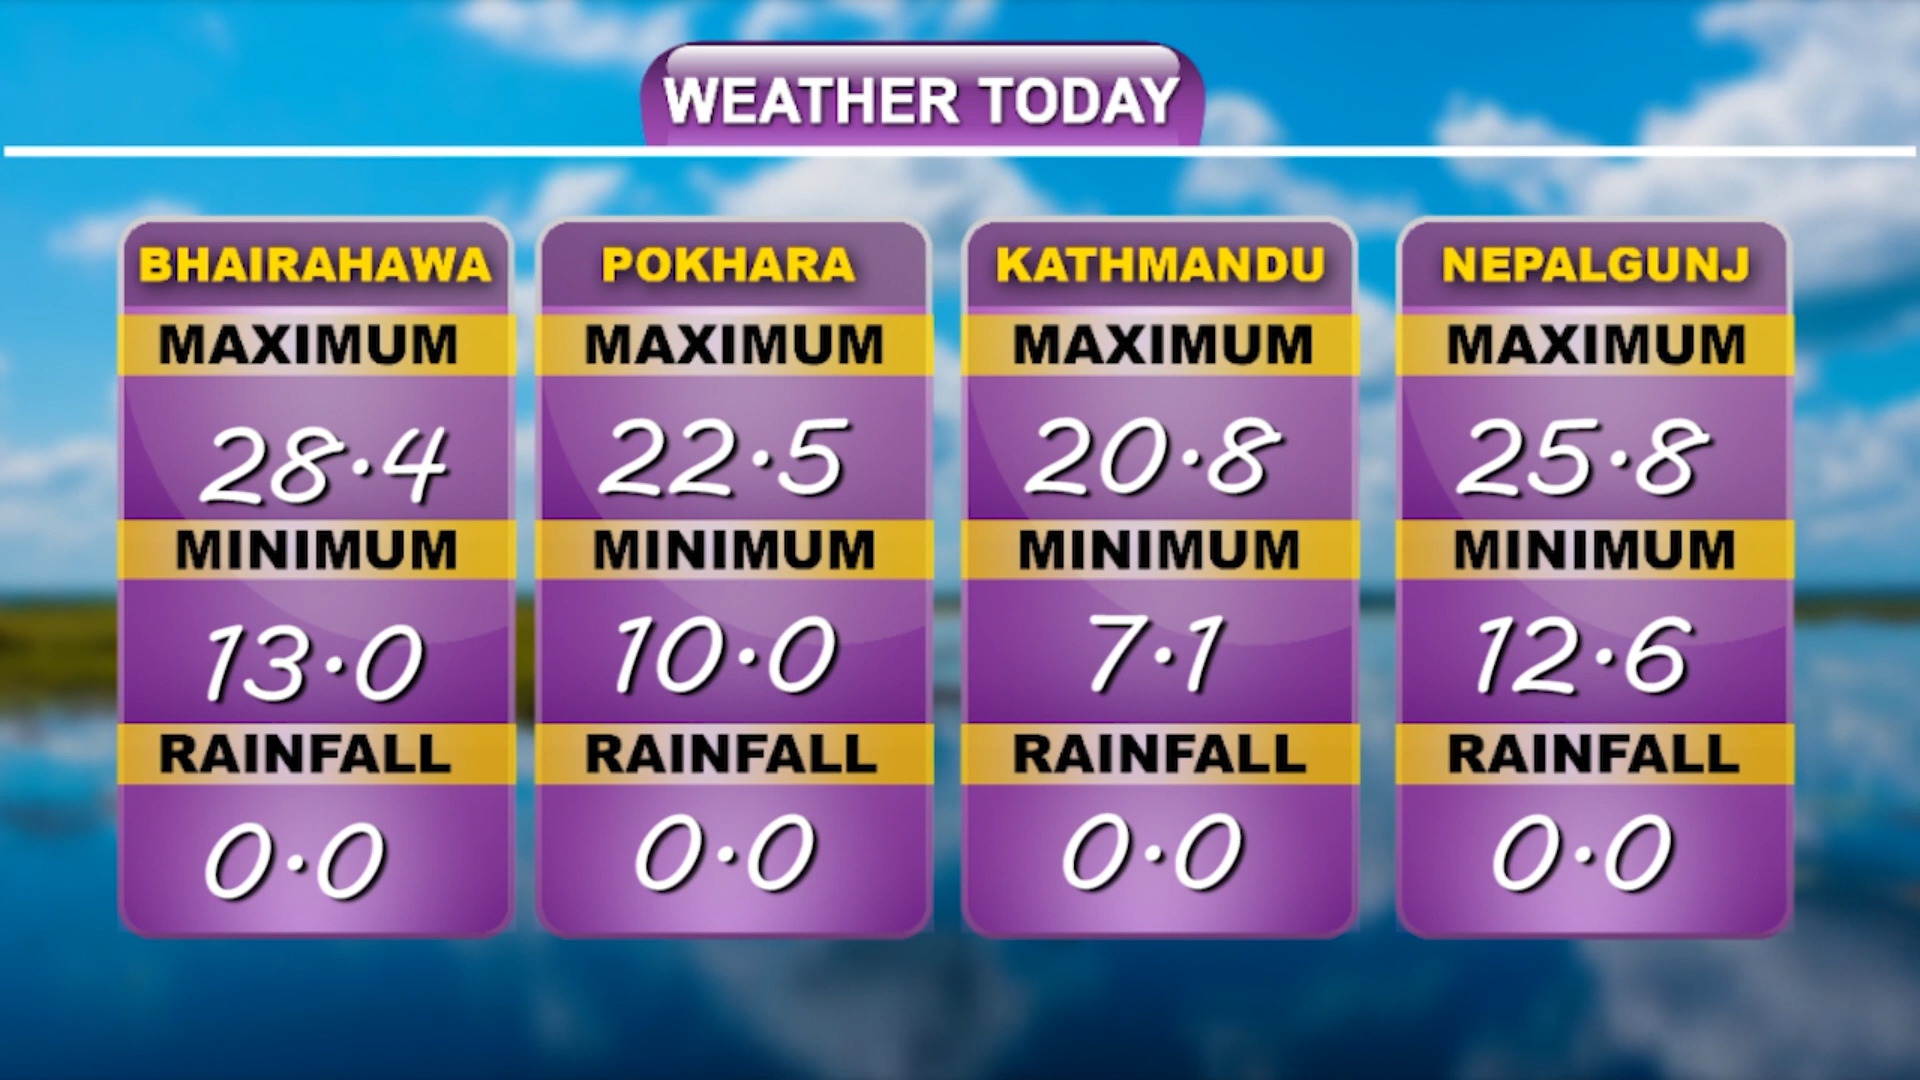 WEATHER TODAY
BHAIRAHAWA
MAXIMUM
28.4
MINIMUM
13.0
RAINFALL
0.0
POKHARA
MAXIMUM
22.5
MINIMUM
10.0
RAINFALL
0.0
KATHMANDU
MAXIMUM
20.8
MINIMUM
7.1
RAINFALL
0.0
NEPALGUNJ
MAXIMUM
25.8
MINIMUM
12.6
RAINFALL
0.0